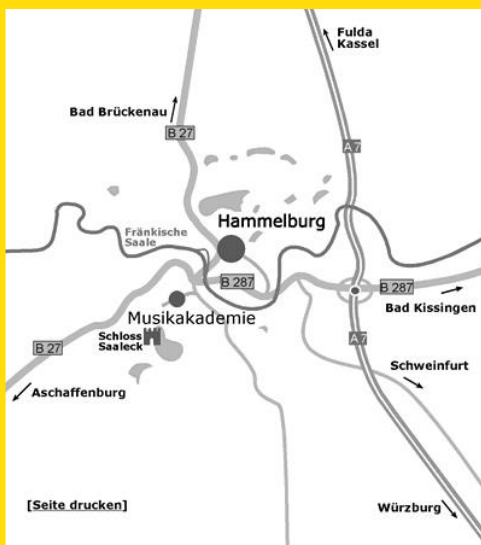 Fulda
Kassel
Bad Brückenau
B 27
A 7
Hammelburg
Fränkische
Saale
B 287
B 287
Bad Kissingen
Musikakademie
Schloss
Saaleck
B 27
A 7
Schweinfurt
Aschaffenburg
[Seite drucken]
Würzburg